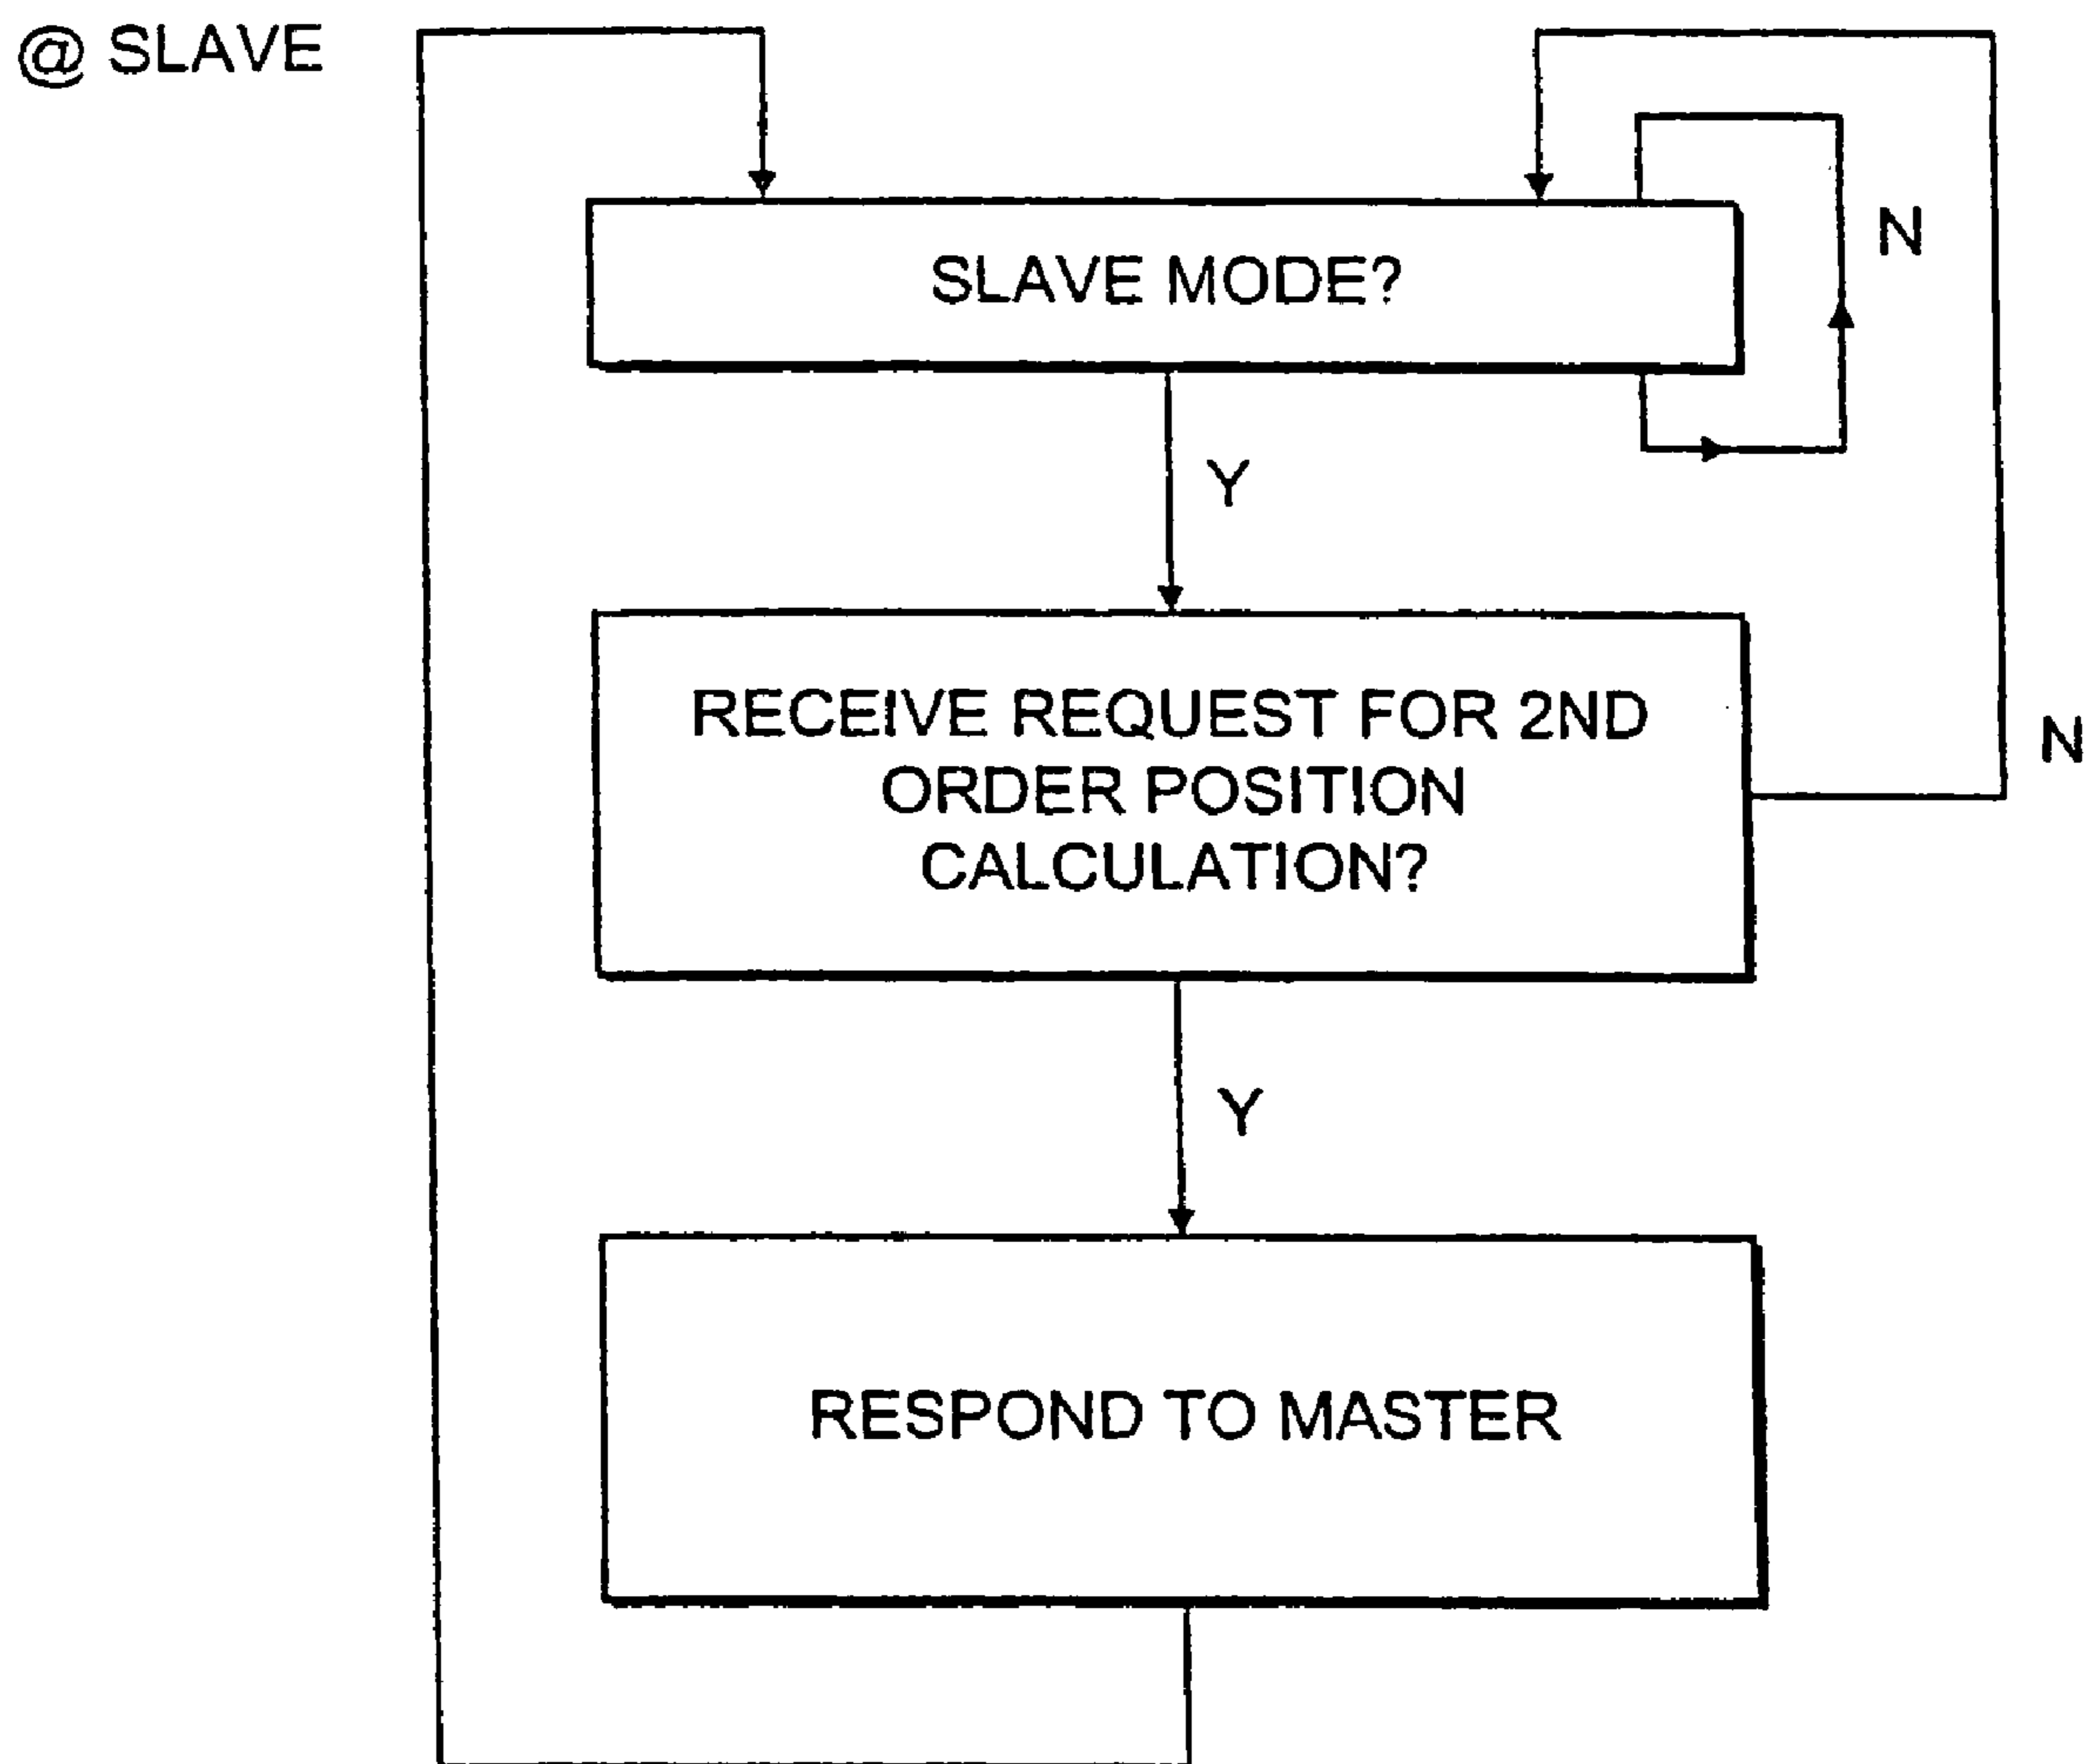 @ SLAVE
SLAVE MODE?
N
Y
RECEIVE REQUEST FOR 2ND
ORDER POSITION
CALCULATION?
N
Y
RESPOND TO MASTER